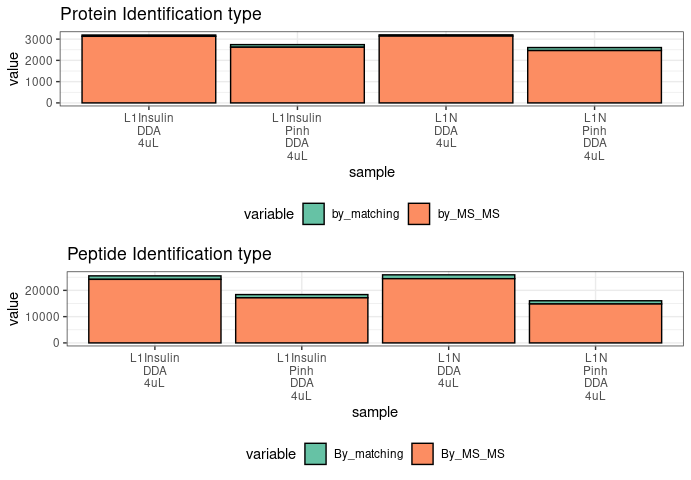 Protein Identification type
value
3000
2000
1000
0
L1Insulin
DDA
4uL
L1Insulin
Pinh
DDA
4uL
L1N
DDA
4uL
L1N
Pinh
DDA
4uL
sample
variable by_matching by_MS_MS
Peptide Identification type
value
20000
10000
0
L1Insulin
DDA
4uL
L1Insulin
Pinh
DDA
4uL
L1N
DDA
4uL
L1N
Pinh
DDA
4uL
sample
variable By_matching By_MS_MS